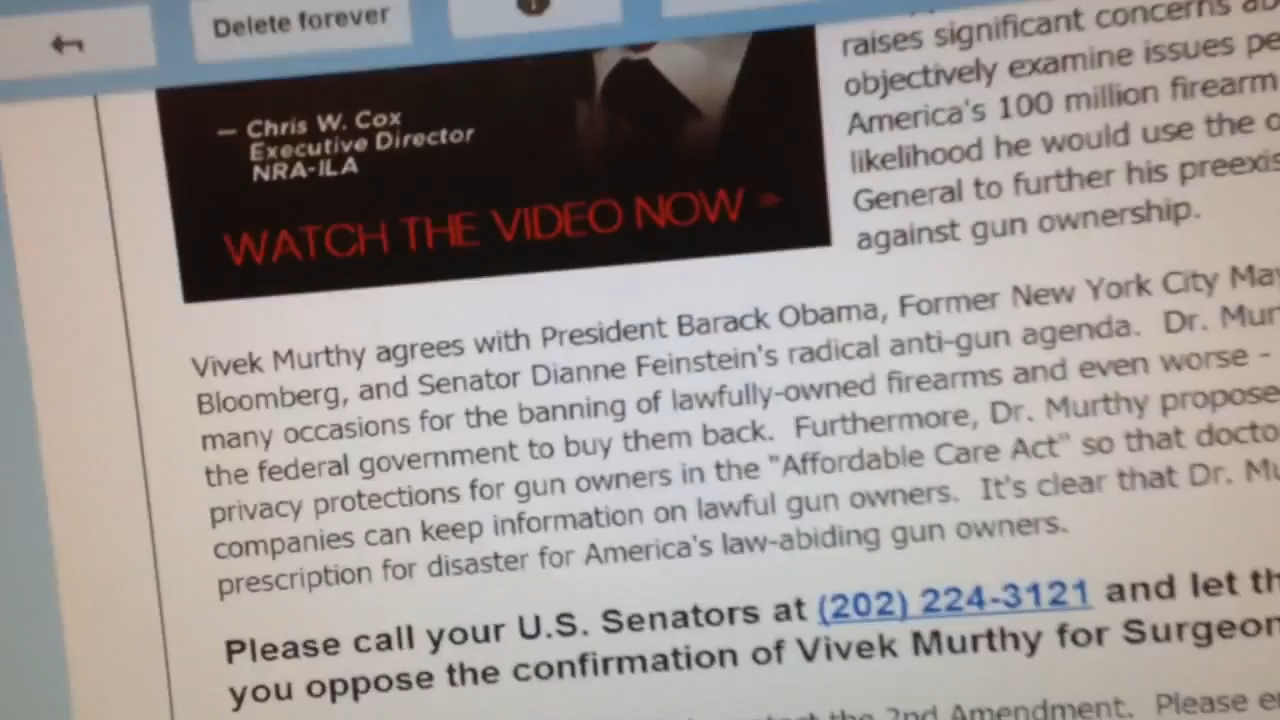 Delete forever
— Chris W. Cox
Executive Director
NRA-ILA
WATCH THE VIDEO NOW »
raises significant concerns
objectively examine issues
America's 100 million firearm
likelihood he would use the
General to further his
against gun ownership.
Vivek Murthy agrees with President Barack Obama, Former New York City
Bloomberg, and Senator Dianne Feinstein's radical anti-gun agenda. Dr.
many occasions for the banning of lawfully-owned firearms and even worse -
the federal government to buy them back. Furthermore, Dr. Murthy propose
privacy protections for gun owners in the "Affordable Care Act" so that
companies can keep information on lawful gun owners. It's clear that Dr.
prescription for disaster for America's law-abiding gun owners.
Please call your U.S. Senators at (202) 224-3121 and let
you oppose the confirmation of Vivek Murthy for Surgeon
the 2nd Amendment. Please